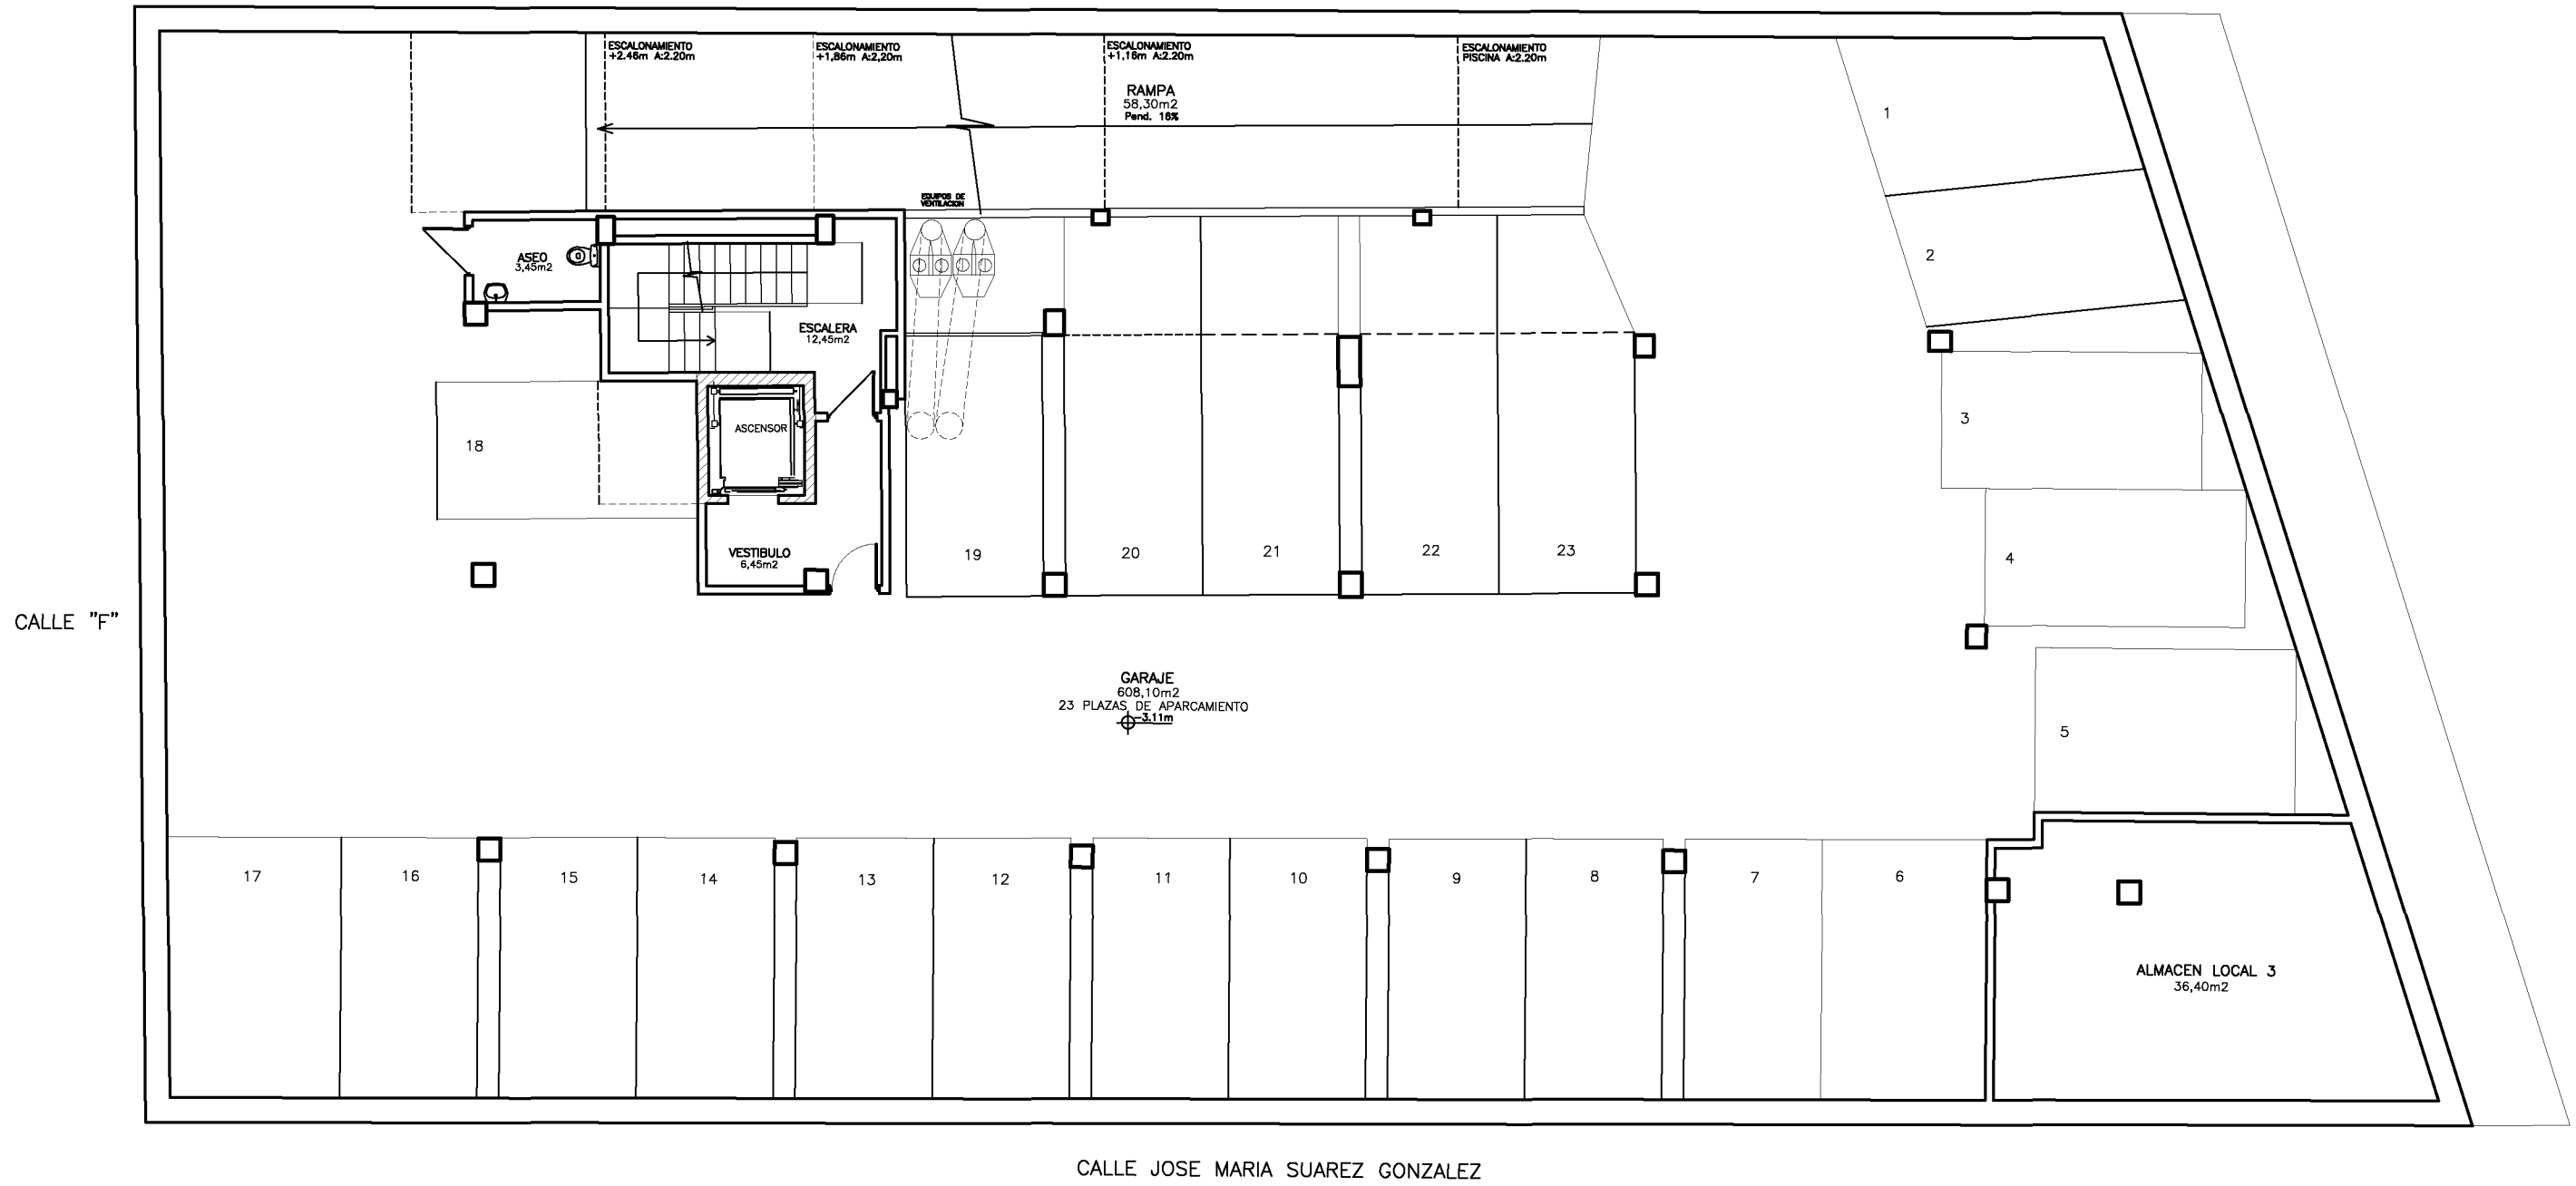 ESCALONAMIENTO
+2.46m A:2.20m
ESCALONAMIENTO
+1,86m A:2,20m
ESCALONAMIENTO
+1,16m A:2.20m
ESCALONAMIENTO
PISCINA A:2.20m
RAMPA
58,30m2
Pend. 16%
1
EQUIPOS DE
VENTILACION
ASEO
3,45m2
2
ESCALERA
12,45m2
ASCENSOR
18
3
VESTIBULO
6,45m2
19
20
21
22
23
4
CALLE "F"
GARAJE
608,10m2
23 PLAZAS DE APARCAMIENTO
-3.11m
5
17
16
15
14
13
12
11
10
9
8
7
6
ALMACEN LOCAL 3
36,40m2
CALLE JOSE MARIA SUAREZ GONZALEZ